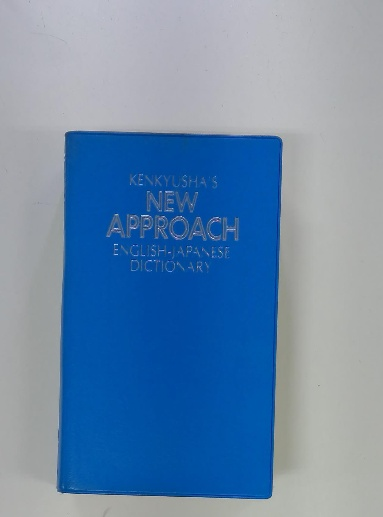 KENKYUSHA'S
NEW
APPROACH
ENGLISH-JAPANESE
DICTIONARY